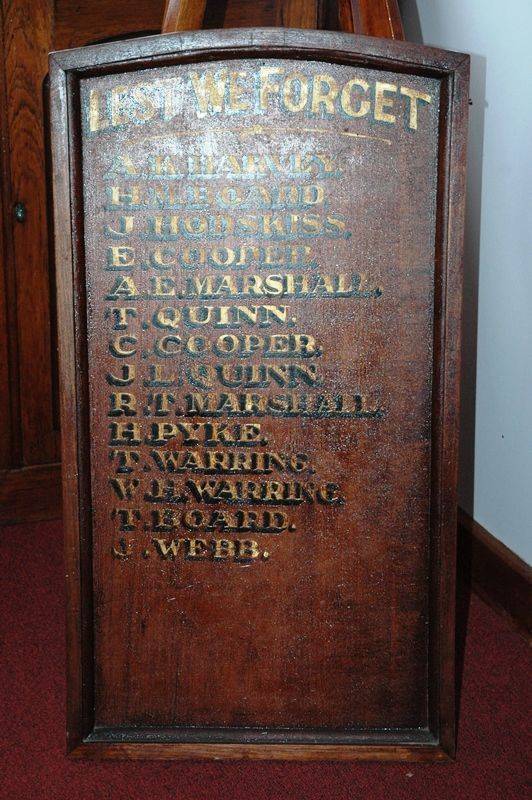 LEST WE FORGET
A. K. HARVEY.
H. M. BOARD.
J. HODSKISS.
E. COOPER.
A. E. MARSHALL.
T. QUINN.
C. COOPER.
J. L. QUINN.
R. T. MARSHALL.
H. PYKE.
T. WARRING.
W. H. WARRING.
T. BOARD.
J. WEBB.